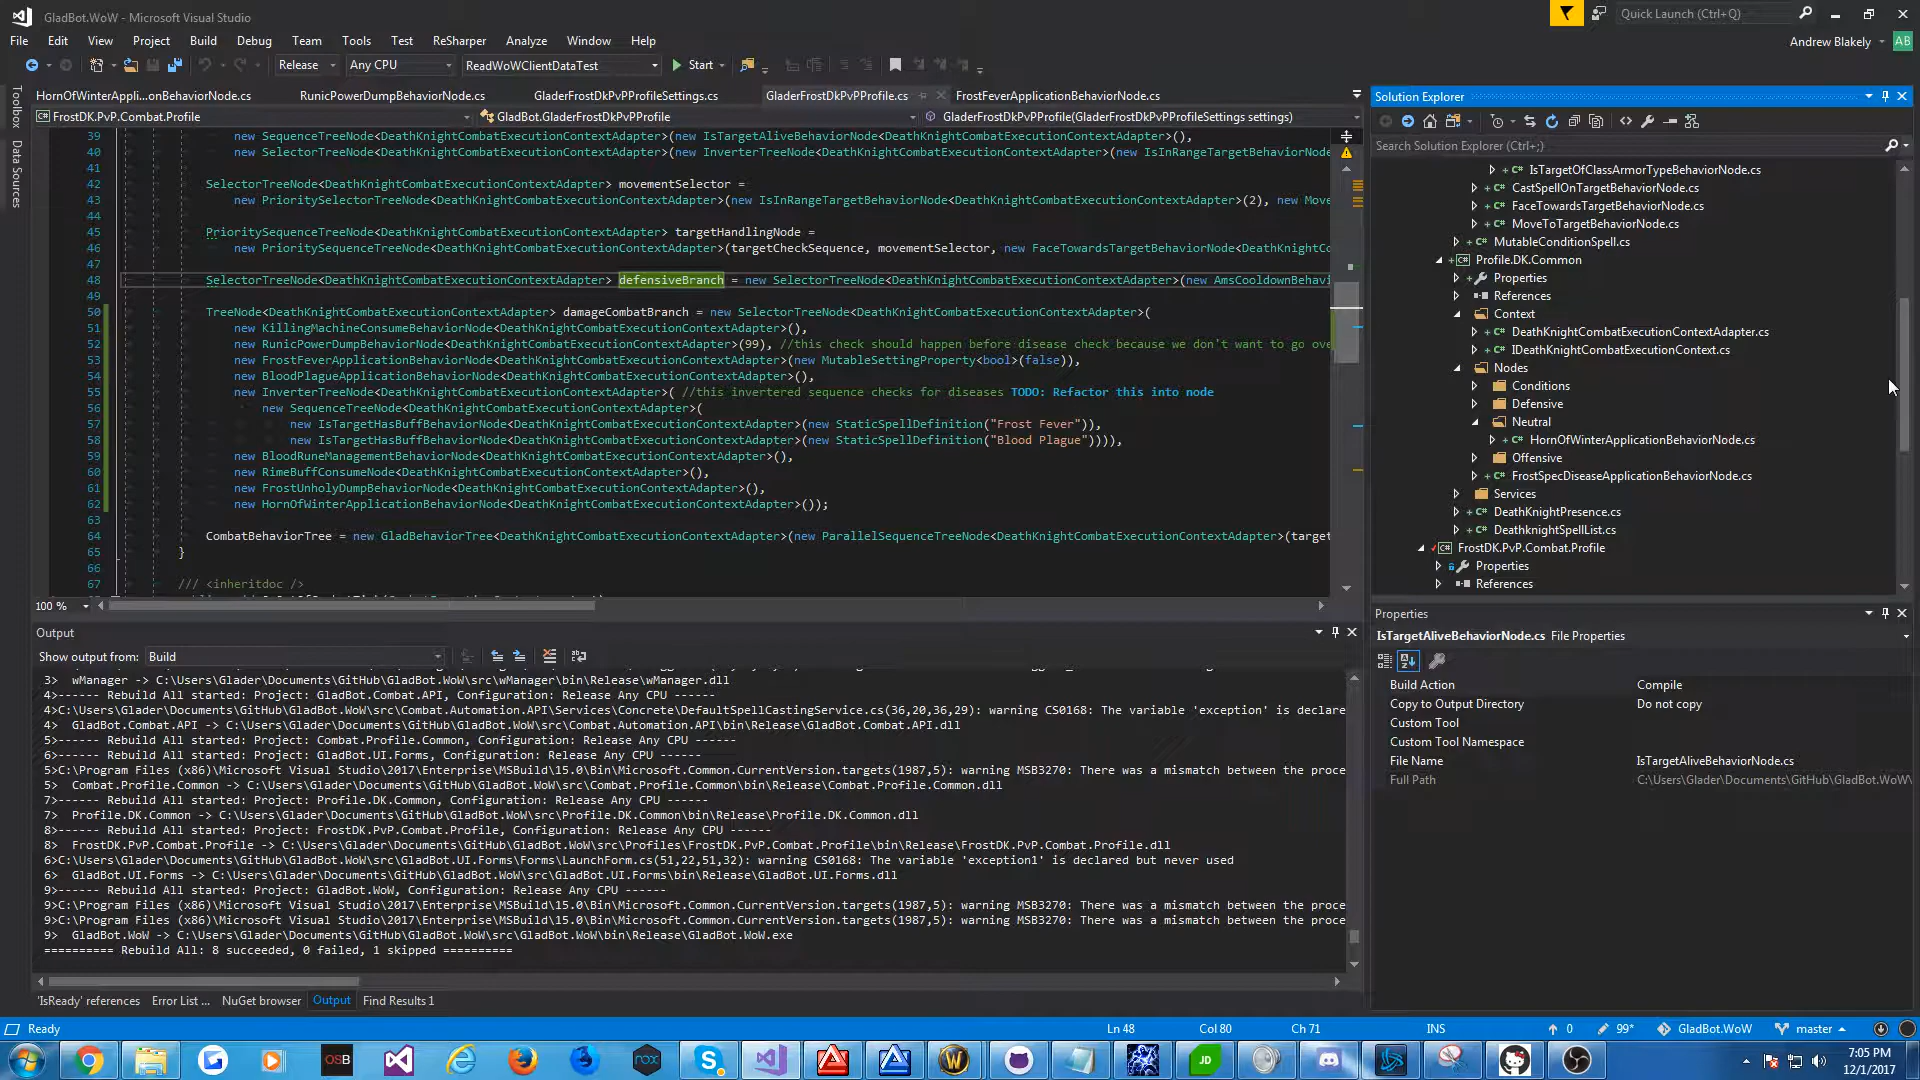 GladBot.WoW - Microsoft Visual Studio
Quick Launch (Ctrl+Q)
File Edit View Project Build Debug Team Tools Test ReSharper Analyze Window Help
Andrew Blakely AB
Release Any CPU ReadWoWClientDataTest Start
Toolbox
Data Sources
HornOfWinterAppli...onBehaviorNode.cs RunicPowerDumpBehaviorNode.cs GladerFrostDkPvPProfileSettings.cs GladerFrostDkPvPProfile.cs FrostFeverApplicationBehaviorNode.cs
FrostDK.PvP.Combat.Profile GladBot.GladerFrostDkPvPProfile GladerFrostDkPvPProfile(GladerFrostDkPvPProfileSettings settings)
39 new SequenceTreeNode<DeathKnightCombatExecutionContextAdapter>(new IsTargetAliveBehaviorNode<DeathKnightCombatExecutionContextAdapter>(),
40 new SelectorTreeNode<DeathKnightCombatExecutionContextAdapter>(new InverterTreeNode<DeathKnightCombatExecutionContextAdapter>(new IsInRangeTargetBehaviorNode
41
42 SelectorTreeNode<DeathKnightCombatExecutionContextAdapter> movementSelector =
43 new PrioritySelectorTreeNode<DeathKnightCombatExecutionContextAdapter>(new IsInRangeTargetBehaviorNode<DeathKnightCombatExecutionContextAdapter>(2), new Move
44
45 PrioritySequenceTreeNode<DeathKnightCombatExecutionContextAdapter> targetHandlingNode =
46 new PrioritySequenceTreeNode<DeathKnightCombatExecutionContextAdapter>(targetCheckSequence, movementSelector, new FaceTowardsTargetBehaviorNode<DeathKnightC
47
48 SelectorTreeNode<DeathKnightCombatExecutionContextAdapter> defensiveBranch = new SelectorTreeNode<DeathKnightCombatExecutionContextAdapter>(new AmsCooldownBehavi
49
50 TreeNode<DeathKnightCombatExecutionContextAdapter> damageCombatBranch = new SelectorTreeNode<DeathKnightCombatExecutionContextAdapter>(
51 new KillingMachineConsumeBehaviorNode<DeathKnightCombatExecutionContextAdapter>(),
52 new RunicPowerDumpBehaviorNode<DeathKnightCombatExecutionContextAdapter>(99), //this check should happen before disease check because we don't want to go ove
53 new FrostFeverApplicationBehaviorNode<DeathKnightCombatExecutionContextAdapter>(new MutableSettingProperty<bool>(false)),
54 new BloodPlagueApplicationBehaviorNode<DeathKnightCombatExecutionContextAdapter>(),
55 new InverterTreeNode<DeathKnightCombatExecutionContextAdapter>( //this invertered sequence checks for diseases TODO: Refactor this into node
56 new SequenceTreeNode<DeathKnightCombatExecutionContextAdapter>(
57 new IsTargetHasBuffBehaviorNode<DeathKnightCombatExecutionContextAdapter>(new StaticSpellDefinition("Frost Fever")),
58 new IsTargetHasBuffBehaviorNode<DeathKnightCombatExecutionContextAdapter>(new StaticSpellDefinition("Blood Plague")))),
59 new BloodRuneManagementBehaviorNode<DeathKnightCombatExecutionContextAdapter>(),
60 new RimeBuffConsumeNode<DeathKnightCombatExecutionContextAdapter>(),
61 new FrostUnholyDumpBehaviorNode<DeathKnightCombatExecutionContextAdapter>(),
62 new HornOfWinterApplicationBehaviorNode<DeathKnightCombatExecutionContextAdapter>());
63
64 CombatBehaviorTree = new GladBehaviorTree<DeathKnightCombatExecutionContextAdapter>(new ParallelSequenceTreeNode<DeathKnightCombatExecutionContextAdapter>(target
65 }
66
67 /// <inheritdoc />
100 %
Output
Show output from: Build
3> wManager -> C:\Users\Glader\Documents\GitHub\GladBot.WoW\src\wManager\bin\Release\wManager.dll
4>------ Rebuild All started: Project: GladBot.Combat.API, Configuration: Release Any CPU ------
4>C:\Users\Glader\Documents\GitHub\GladBot.WoW\src\Combat.Automation.API\Services\Concrete\DefaultSpellCastingService.cs(36,20,36,29): warning CS0168: The variable 'exception' is declare
4> GladBot.Combat.API -> C:\Users\Glader\Documents\GitHub\GladBot.WoW\src\Combat.Automation.API\bin\Release\GladBot.Combat.API.dll
5>------ Rebuild All started: Project: Combat.Profile.Common, Configuration: Release Any CPU ------
6>------ Rebuild All started: Project: GladBot.UI.Forms, Configuration: Release Any CPU ------
5>C:\Program Files (x86)\Microsoft Visual Studio\2017\Enterprise\MSBuild\15.0\Bin\Microsoft.Common.CurrentVersion.targets(1987,5): warning MSB3270: There was a mismatch between the proce
5> Combat.Profile.Common -> C:\Users\Glader\Documents\GitHub\GladBot.WoW\src\Combat.Profile.Common\bin\Release\Combat.Profile.Common.dll
7>------ Rebuild All started: Project: Profile.DK.Common, Configuration: Release Any CPU ------
7> Profile.DK.Common -> C:\Users\Glader\Documents\GitHub\GladBot.WoW\src\Profile.DK.Common\bin\Release\Profile.DK.Common.dll
8>------ Rebuild All started: Project: FrostDK.PvP.Combat.Profile, Configuration: Release Any CPU ------
8> FrostDK.PvP.Combat.Profile -> C:\Users\Glader\Documents\GitHub\GladBot.WoW\src\Profiles\FrostDK.PvP.Combat.Profile\bin\Release\FrostDK.PvP.Combat.Profile.dll
6>C:\Users\Glader\Documents\GitHub\GladBot.WoW\src\GladBot.UI.Forms\Forms\LaunchForm.cs(51,22,51,32): warning CS0168: The variable 'exception1' is declared but never used
6> GladBot.UI.Forms -> C:\Users\Glader\Documents\GitHub\GladBot.WoW\src\GladBot.UI.Forms\bin\Release\GladBot.UI.Forms.dll
9>------ Rebuild All started: Project: GladBot.WoW, Configuration: Release Any CPU ------
9>C:\Program Files (x86)\Microsoft Visual Studio\2017\Enterprise\MSBuild\15.0\Bin\Microsoft.Common.CurrentVersion.targets(1987,5): warning MSB3270: There was a mismatch between the proce
9>C:\Program Files (x86)\Microsoft Visual Studio\2017\Enterprise\MSBuild\15.0\Bin\Microsoft.Common.CurrentVersion.targets(1987,5): warning MSB3270: There was a mismatch between the proce
9> GladBot.WoW -> C:\Users\Glader\Documents\GitHub\GladBot.WoW\src\GladBot.WoW\bin\Release\GladBot.WoW.exe
========== Rebuild All: 8 succeeded, 0 failed, 1 skipped ==========
'IsReady' references Error List ... NuGet browser Output Find Results 1
Solution Explorer
Search Solution Explorer (Ctrl+;)
IsTargetOfClassArmorTypeBehaviorNode.cs
CastSpellOnTargetBehaviorNode.cs
FaceTowardsTargetBehaviorNode.cs
MoveToTargetBehaviorNode.cs
MutableConditionSpell.cs
Profile.DK.Common
Properties
References
Context
DeathKnightCombatExecutionContextAdapter.cs
IDeathKnightCombatExecutionContext.cs
Nodes
Conditions
Defensive
Neutral
HornOfWinterApplicationBehaviorNode.cs
Offensive
FrostSpecDiseaseApplicationBehaviorNode.cs
Services
DeathKnightPresence.cs
DeathknightSpellList.cs
FrostDK.PvP.Combat.Profile
Properties
References
Properties
IsTargetAliveBehaviorNode.cs File Properties
Build Action Compile
Copy to Output Directory Do not copy
Custom Tool
Custom Tool Namespace
File Name IsTargetAliveBehaviorNode.cs
Full Path C:\Users\Glader\Documents\GitHub\GladBot.WoW\
Ready Ln 48 Col 80 Ch 71 INS 0 99* GladBot.WoW master
OSB
nox
JD
7:05 PM
12/1/2017